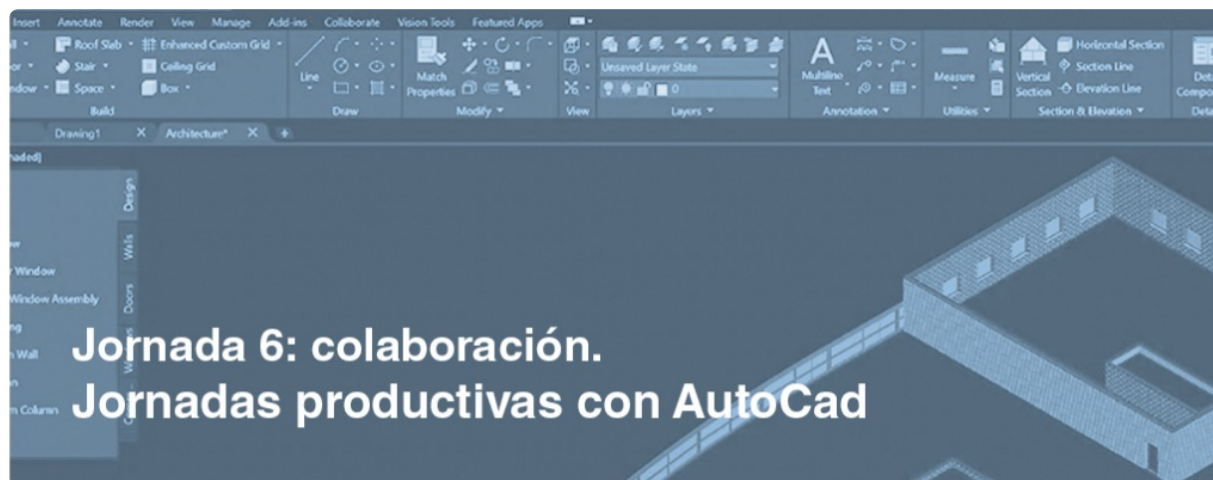 Insert Annotate Render View Manage Add-ins Collaborate Vision Tools Featured Apps
Roof Slab Enhanced Custom Grid
Stair Ceiling Grid
Space Box
Build
Line
Draw
Match
Properties
Modify
View
Unsaved Layer State
0
Layers
A
Multiline
Text
Annotation
Measure
Utilities
Vertical
Section
Horizontal Section
Section Line
Elevation Line
Section & Elevation
Drawing1 X Architecture* X +
Design
Walls
Doors
Window
Window Assembly
Wall
Column
Jornada 6: colaboración.
Jornadas productivas con AutoCad